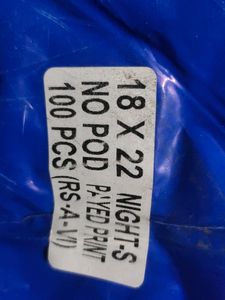 18 X 22 NIGHT-S
NO POD PAYED PRINT
100 PCS (RS-A-VI)